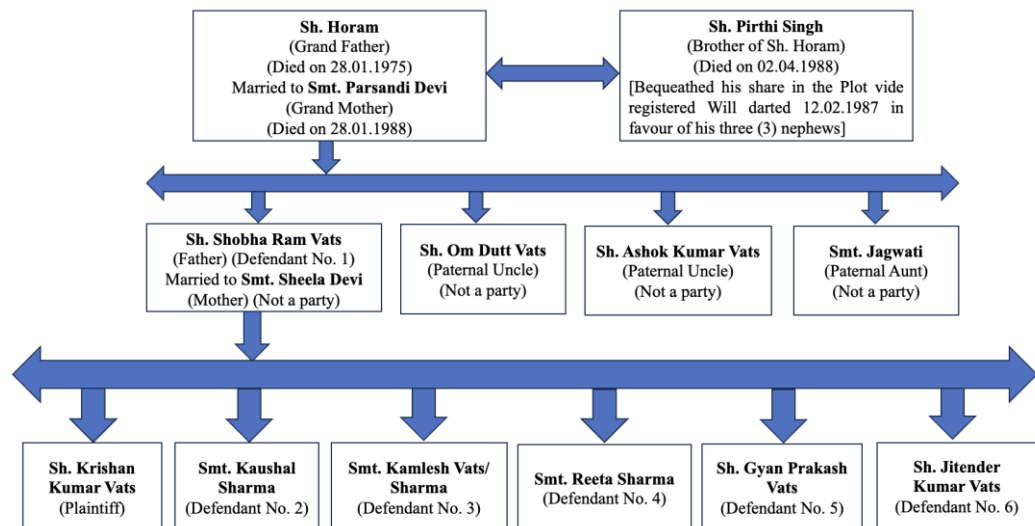 Sh. Horam
(Grand Father)
(Died on 28.01.1975)
Married to Smt. Parsandi Devi
(Grand Mother)
(Died on 28.01.1988)
Sh. Pirthi Singh
(Brother of Sh. Horam)
(Died on 02.04.1988)
[Bequeathed his share in the Plot vide
registered Will darted 12.02.1987 in
favour of his three (3) nephews]
Sh. Shobha Ram Vats
(Father) (Defendant No. 1)
Married to Smt. Sheela Devi
(Mother) (Not a party)
Sh. Om Dutt Vats
(Paternal Uncle)
(Not a party)
Sh. Ashok Kumar Vats
(Paternal Uncle)
(Not a party)
Smt. Jagwati
(Paternal Aunt)
(Not a party)
Sh. Krishan
Kumar Vats
(Plaintiff)
Smt. Kaushal
Sharma
(Defendant No. 2)
Smt. Kamlesh Vats/
Sharma
(Defendant No. 3)
Smt. Reeta Sharma
(Defendant No. 4)
Sh. Gyan Prakash
Vats
(Defendant No. 5)
Sh. Jitender
Kumar Vats
(Defendant No. 6)